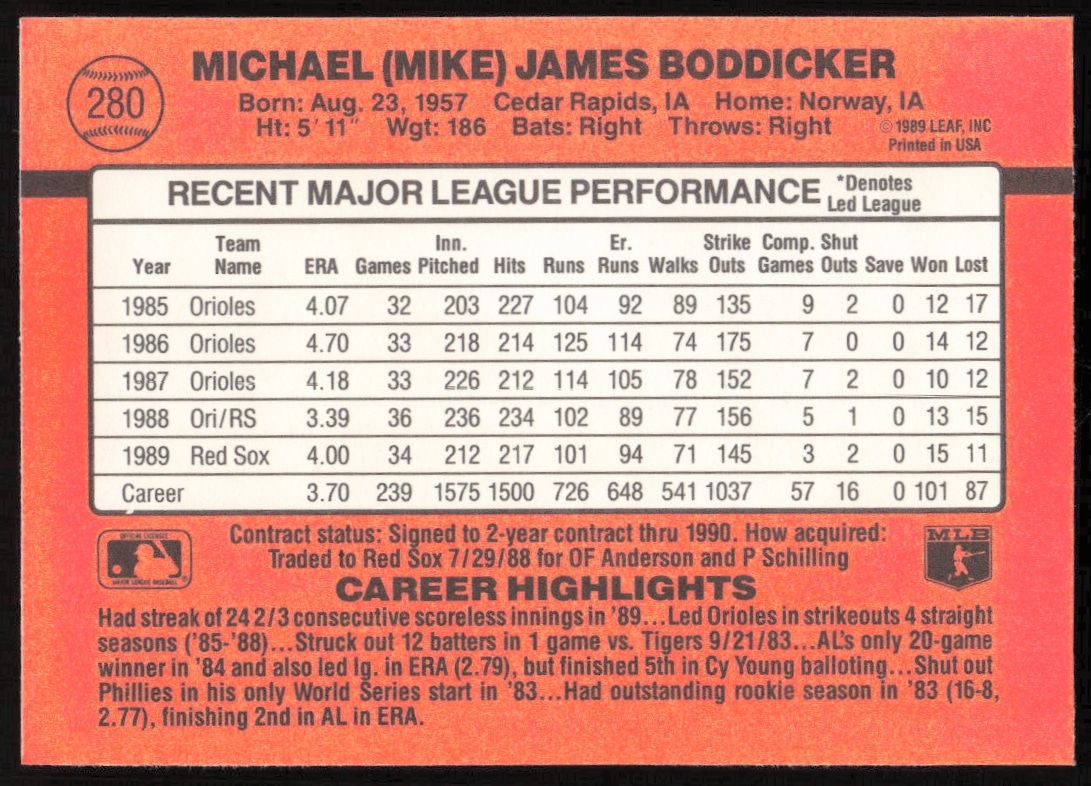 280
MICHAEL (MIKE) JAMES BODDICKER
Born: Aug. 23, 1957 Cedar Rapids, IA Home: Norway, IA
Ht: 5' 11" Wgt: 186 Bats: Right Throws: Right
© 1989 LEAF, INC
Printed in USA
RECENT MAJOR LEAGUE PERFORMANCE *Denotes
Led League
Year Team Name ERA Games Inn. Pitched Hits Runs Er. Runs Walks Strike Outs Comp. Games Shut Outs Save Won Lost
1985 Orioles 4.07 32 203 227 104 92 89 135 9 2 0 12 17
1986 Orioles 4.70 33 218 214 125 114 74 175 7 0 0 14 12
1987 Orioles 4.18 33 226 212 114 105 78 152 7 2 0 10 12
1988 Ori/RS 3.39 36 236 234 102 89 77 156 5 1 0 13 15
1989 Red Sox 4.00 34 212 217 101 94 71 145 3 2 0 15 11
Career 3.70 239 1575 1500 726 648 541 1037 57 16 0 101 87
OFFICIAL LICENSEE
MAJOR LEAGUE BASEBALL
®
Contract status: Signed to 2-year contract thru 1990. How acquired:
Traded to Red Sox 7/29/88 for OF Anderson and P Schilling
MLB
CAREER HIGHLIGHTS
Had streak of 24 2/3 consecutive scoreless innings in '89...Led Orioles in strikeouts 4 straight
seasons ('85-'88)...Struck out 12 batters in 1 game vs. Tigers 9/21/83...AL's only 20-game
winner in '84 and also led lg. in ERA (2.79), but finished 5th in Cy Young balloting...Shut out
Phillies in his only World Series start in '83...Had outstanding rookie season in '83 (16-8,
2.77), finishing 2nd in AL in ERA.